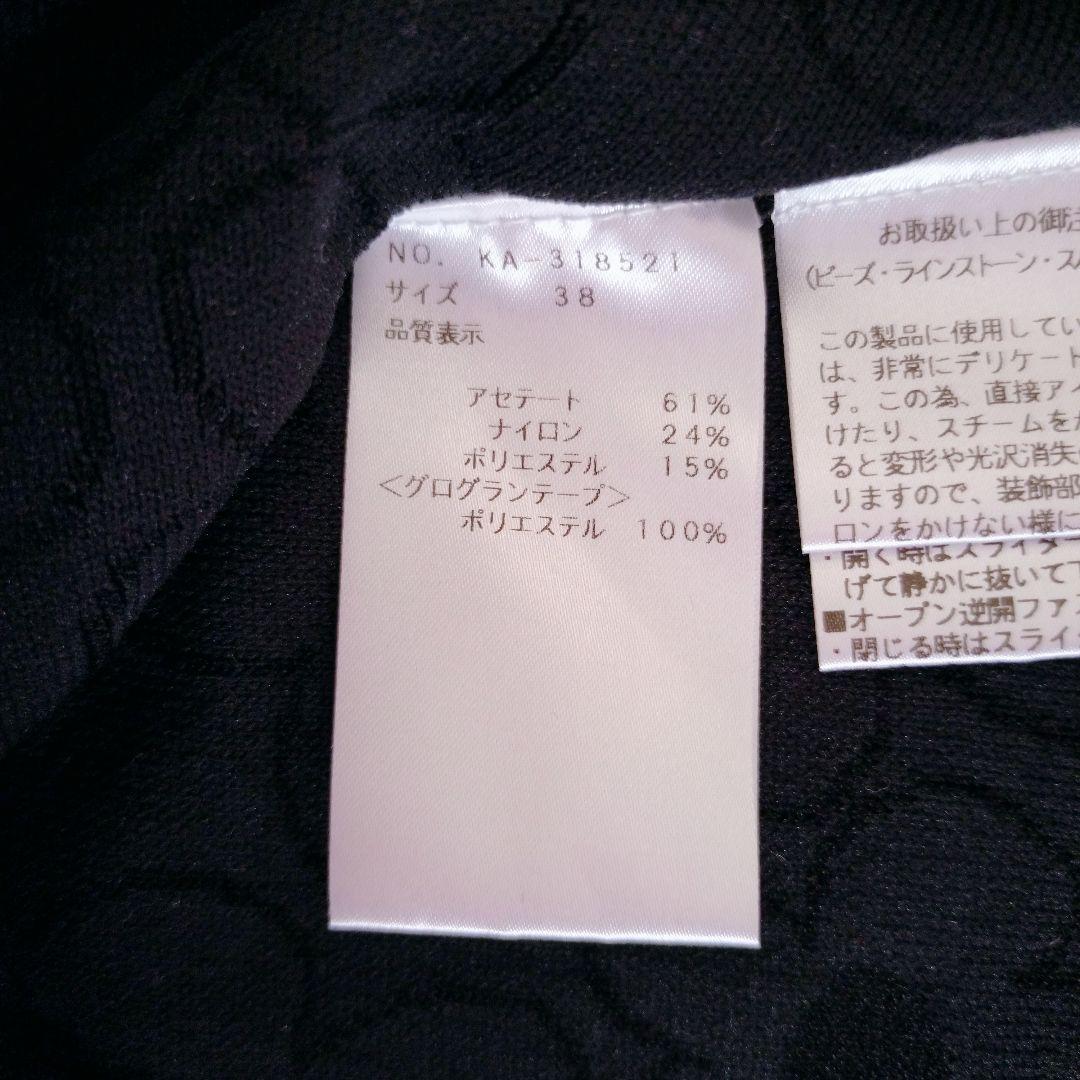 NO. KA-318521
サイズ 38
品質表示
アセテート 61%
ナイロン 24%
ポリエステル 15%
<グログランテープ>
ポリエステル 100%
お取扱い上の御注
(ビーズ・ラインストーン・ス
この製品に使用してい
は、非常にデリケート
す。この為、直接アイ
けたり、スチームを
ると変形や光沢消失
りますので、装飾部
ロンをかけない様に
・開く時はスライダー
げて静かに抜いて下
■オープン逆開ファス
・閉じる時はスライ